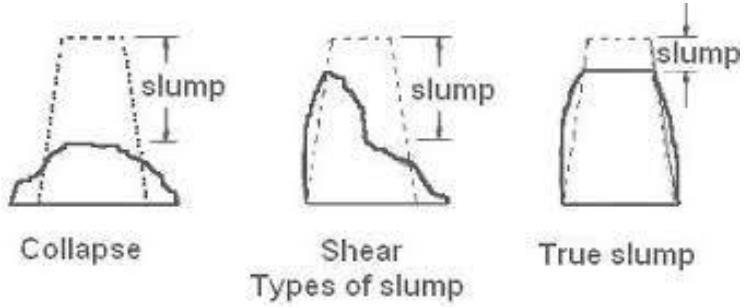 slump
slump
slump
Collapse
Shear
True slump
Types of slump